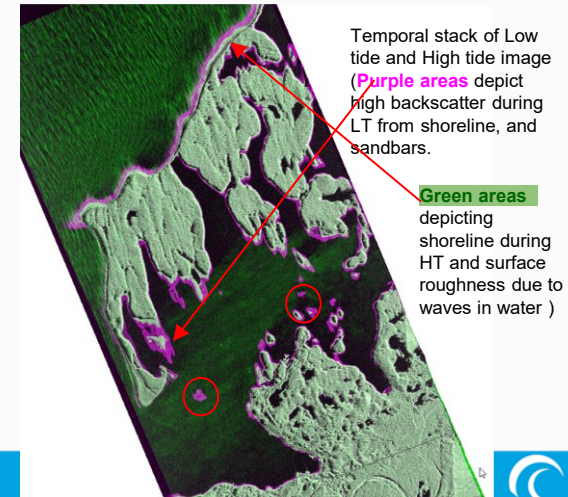 Temporal stack of Low
tide and High tide image
(Purple areas depict
high backscatter during
LT from shoreline, and
sandbars.
Green areas
depicting
shoreline during
HT and surface
roughness due to
waves in water )